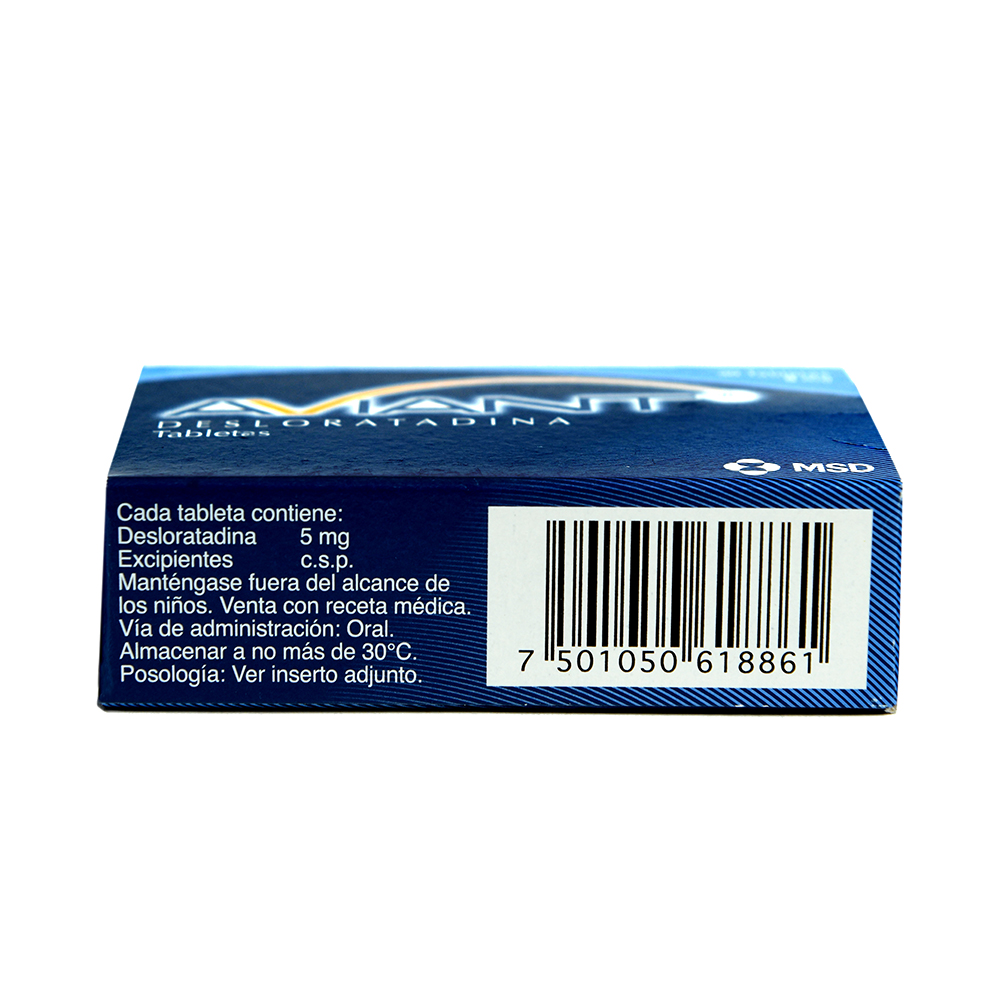 AVIANT
DESLORATADINA
Tabletas
MSD
Cada tableta contiene:
Desloratadina 5 mg
Excipientes c.s.p.
Manténgase fuera del alcance de
los niños. Venta con receta médica.
Vía de administración: Oral.
Almacenar a no más de 30°C.
Posología: Ver inserto adjunto.
7 501050 618861